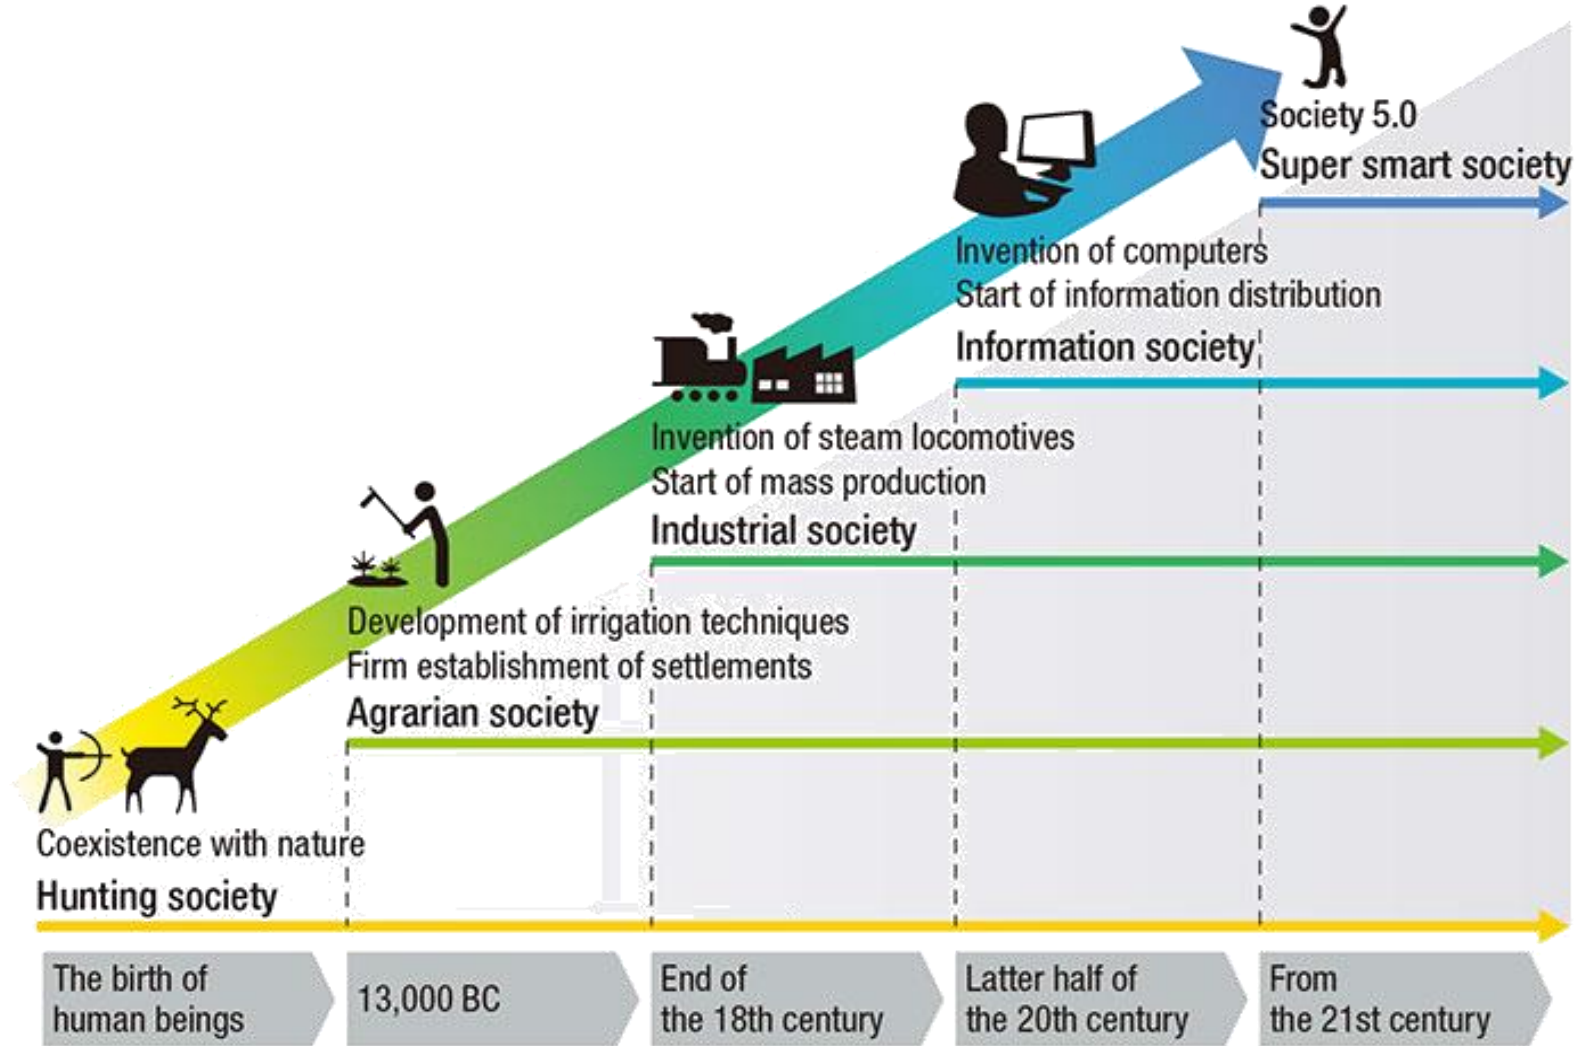 Society 5.0
Super smart society
Invention of computers
Start of information distribution
Information society
Invention of steam locomotives
Start of mass production
Industrial society
Development of irrigation techniques
Firm establishment of settlements
Agrarian society
Coexistence with nature
Hunting society
The birth of
human beings
13,000 BC
End of
the 18th century
Latter half of
the 20th century
From
the 21st century